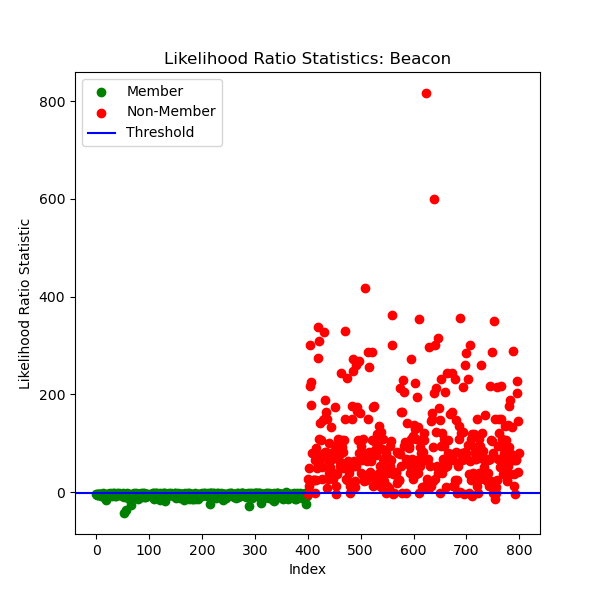 Likelihood Ratio Statistics: Beacon
Member
Non-Member
Threshold
800
600
400
200
0
Likelihood Ratio Statistic
0 100 200 300 400 500 600 700 800
Index